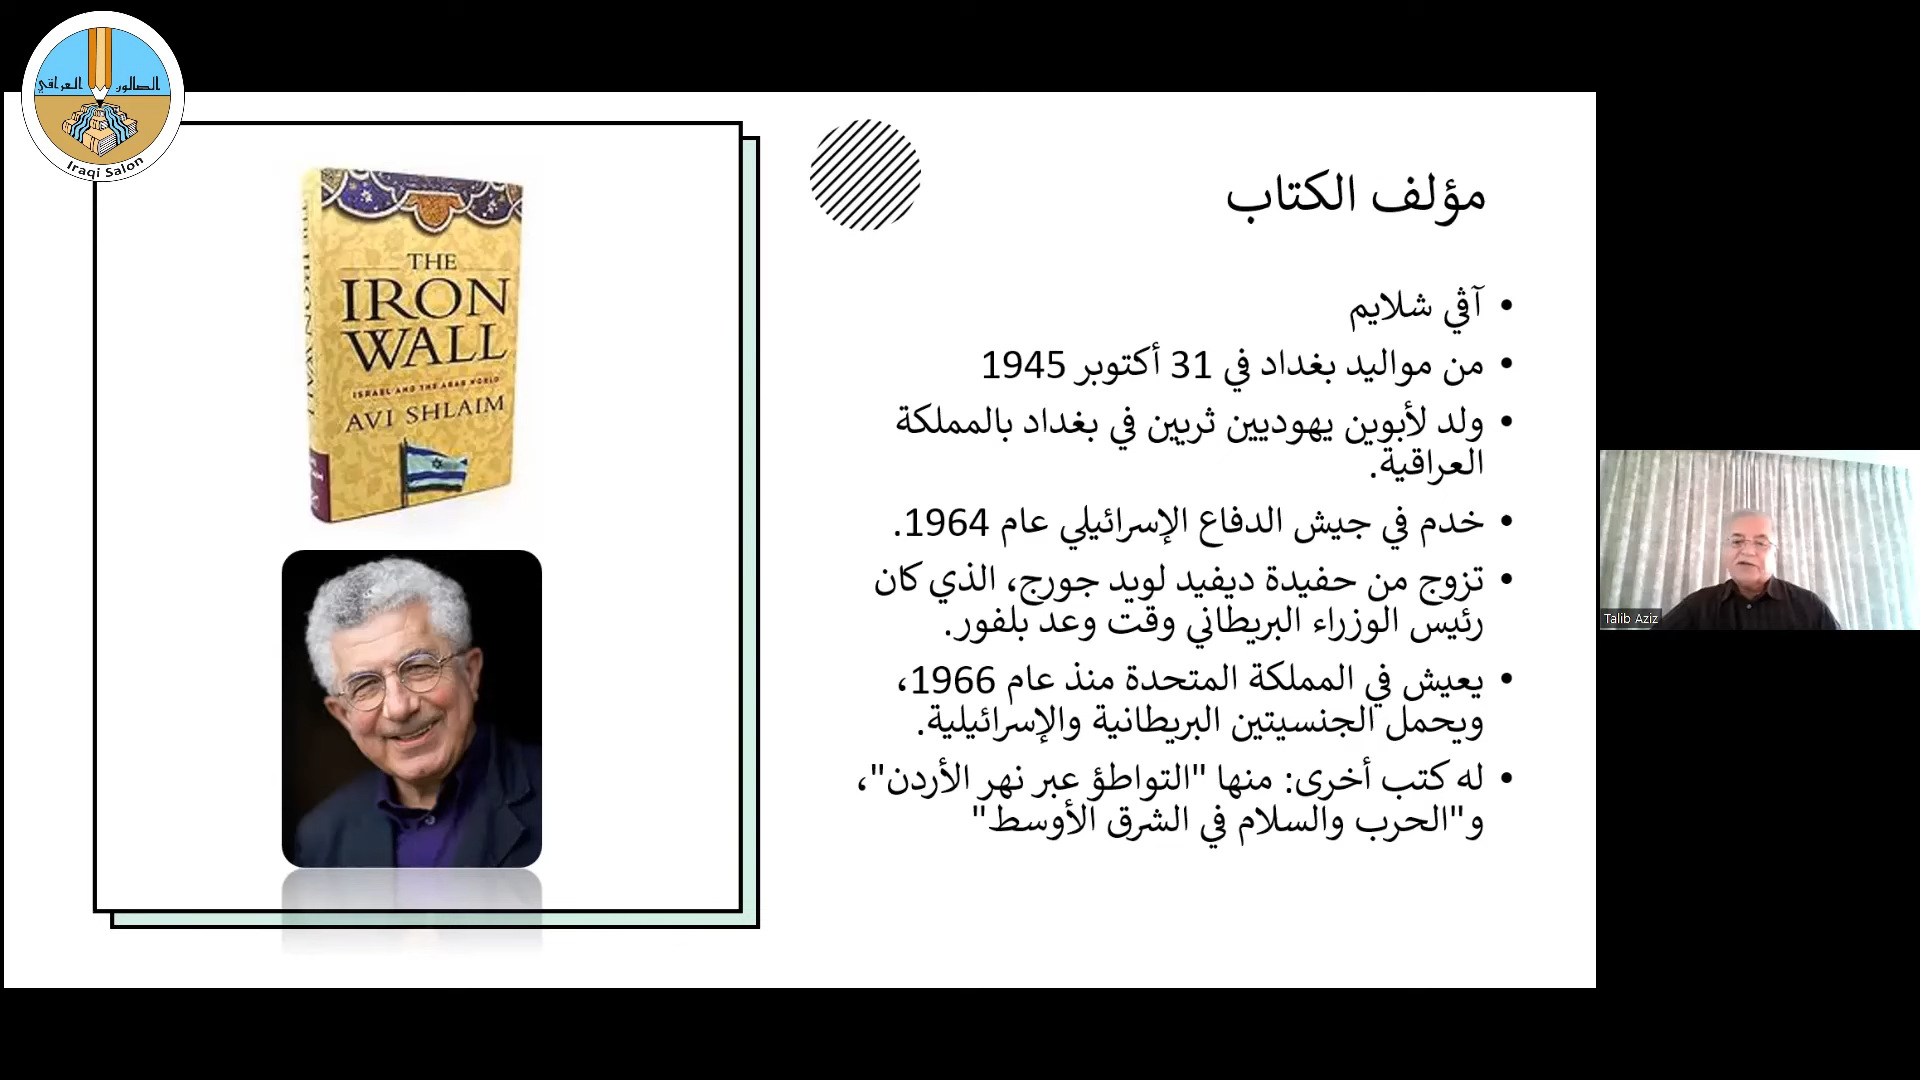 الصالون العراقي
Iraqi Salon
مؤلف الكتاب
• آڤي شلايم
• من مواليد بغداد في 31 أكتوبر 1945
• ولد لأبوين يهوديين ثريين في بغداد بالمملكة
العراقية.
• خدم في جيش الدفاع الإسرائيلي عام 1964.
• تزوج من حفيدة ديفيد لويد جورج، الذي كان
رئيس الوزراء البريطاني وقت وعد بلفور.
• يعيش في المملكة المتحدة منذ عام 1966،
ويحمل الجنسيتين البريطانية والإسرائيلية.
• له كتب أخرى: منها "التواطؤ عبر نهر الأردن"،
و"الحرب والسلام في الشرق الأوسط"
THE
IRON
WALL
ISRAEL AND THE ARAB WORLD
AVI SHLAIM
Talib Aziz